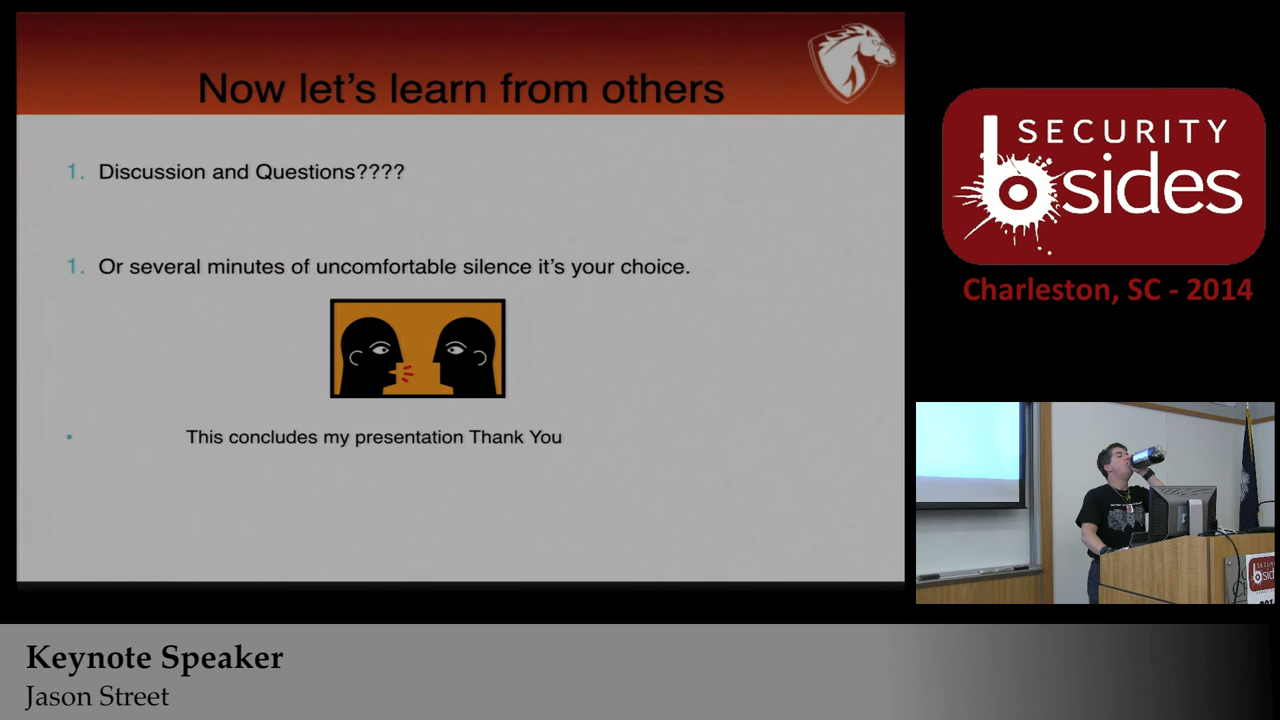 Now let's learn from others
1. Discussion and Questions????
1. Or several minutes of uncomfortable silence it's your choice.
• This concludes my presentation Thank You
SECURITY
bsides
Charleston, SC - 2014
SECURITY
Keynote Speaker
Jason Street